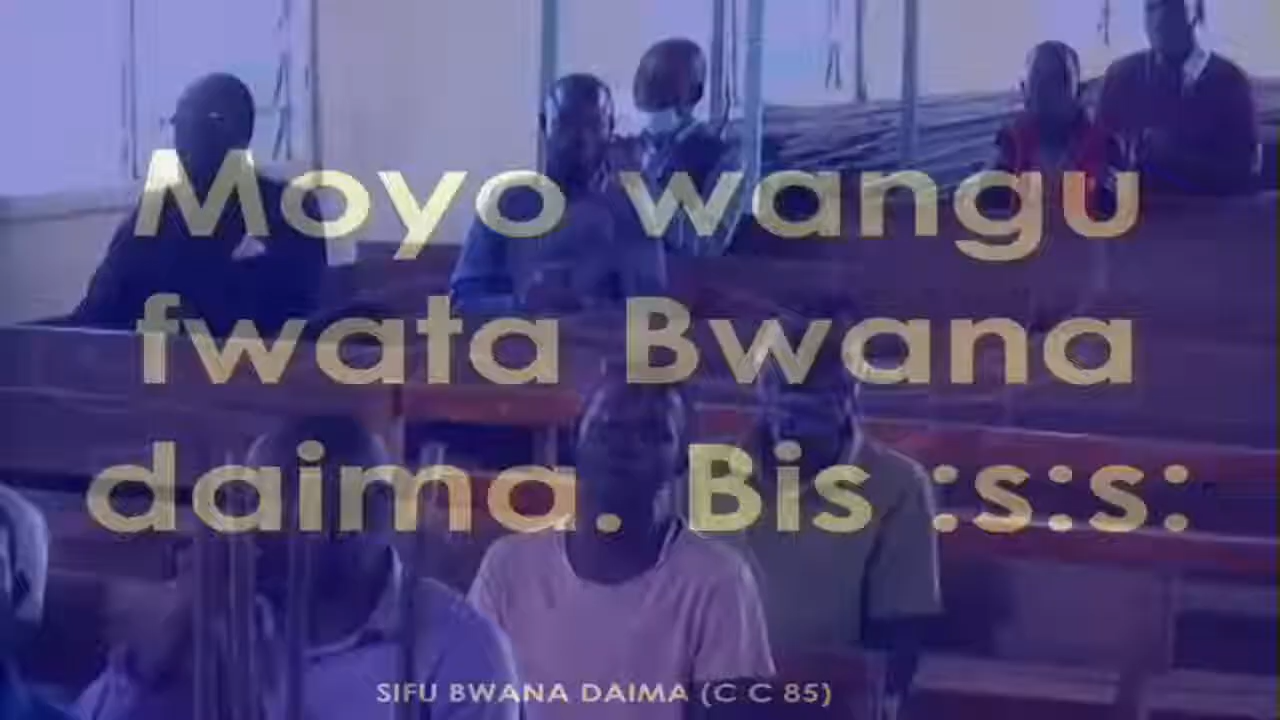 Moyo wangu
fwata Bwana
daima. Bis :s:s:
SIFU BWANA DAIMA (C C 85)